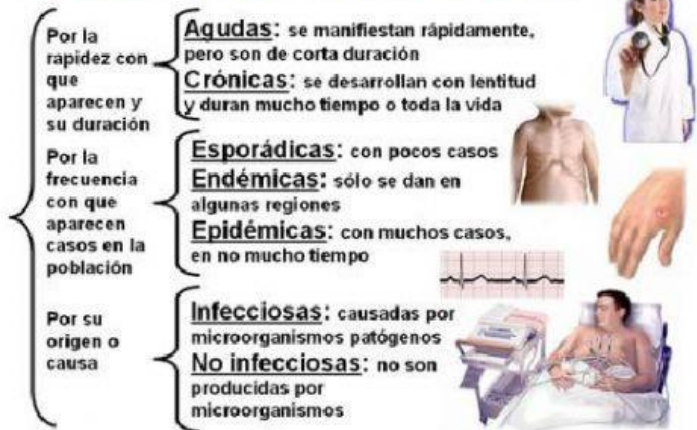 Por la
rapidez con
que
aparecen y
su duración
Agudas: se manifiestan rápidamente,
pero son de corta duración
Crónicas: se desarrollan con lentitud
y duran mucho tiempo o toda la vida
Por la
frecuencia
con que
aparecen
casos en la
población
Esporádicas: con pocos casos
Endémicas: sólo se dan en
algunas regiones
Epidémicas: con muchos casos,
en no mucho tiempo
Por su
origen o
causa
Infecciosas: causadas por
microorganismos patógenos
No infecciosas: no son
producidas por
microorganismos